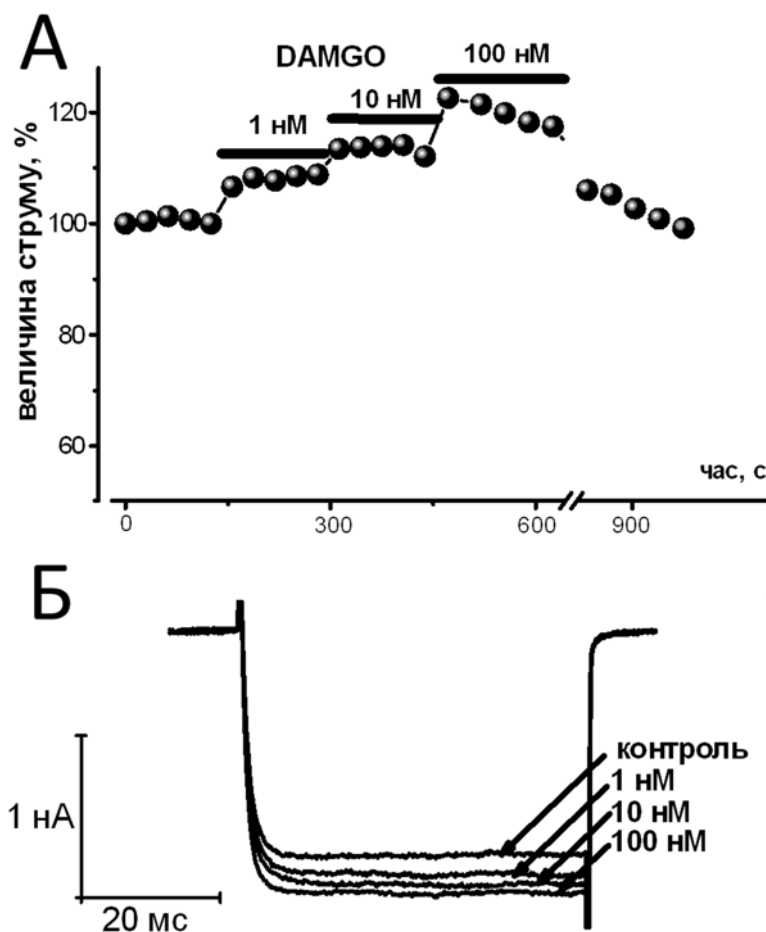 А
DAMGO
1 нМ
10 нМ
100 нМ
величина струму, %
120
100
80
60
час, с
0
300
600
900
Б
контроль
1 нМ
10 нМ
100 нМ
1 нА
20 мс